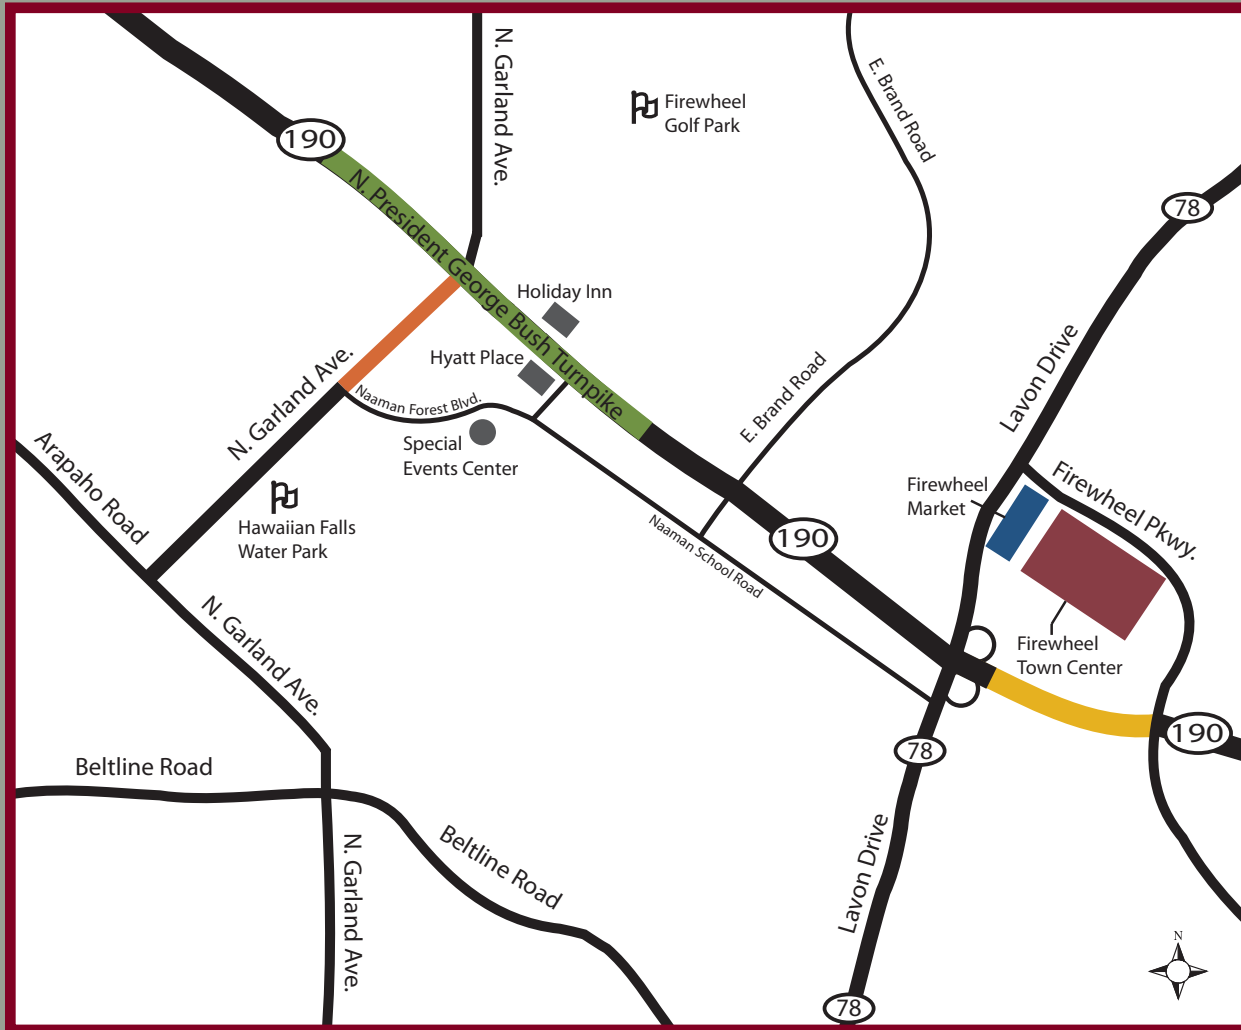 N. Garland Ave.
E. Brand Road
Firewheel
Golf Park
190
N. President George Bush Turnpike
78
Holiday Inn
Hyatt Place
N. Garland Ave.
Naaman Forest Blvd.
Lavon Drive
E. Brand Road
Arapaho Road
Special
Events Center
Firewheel
Market
Firewheel Pkwy.
Hawaiian Falls
Water Park
Naaman School Road
190
N. Garland Ave.
Firewheel
Town Center
190
78
Beltline Road
Beltline Road
N. Garland Ave.
Lavon Drive
N
78